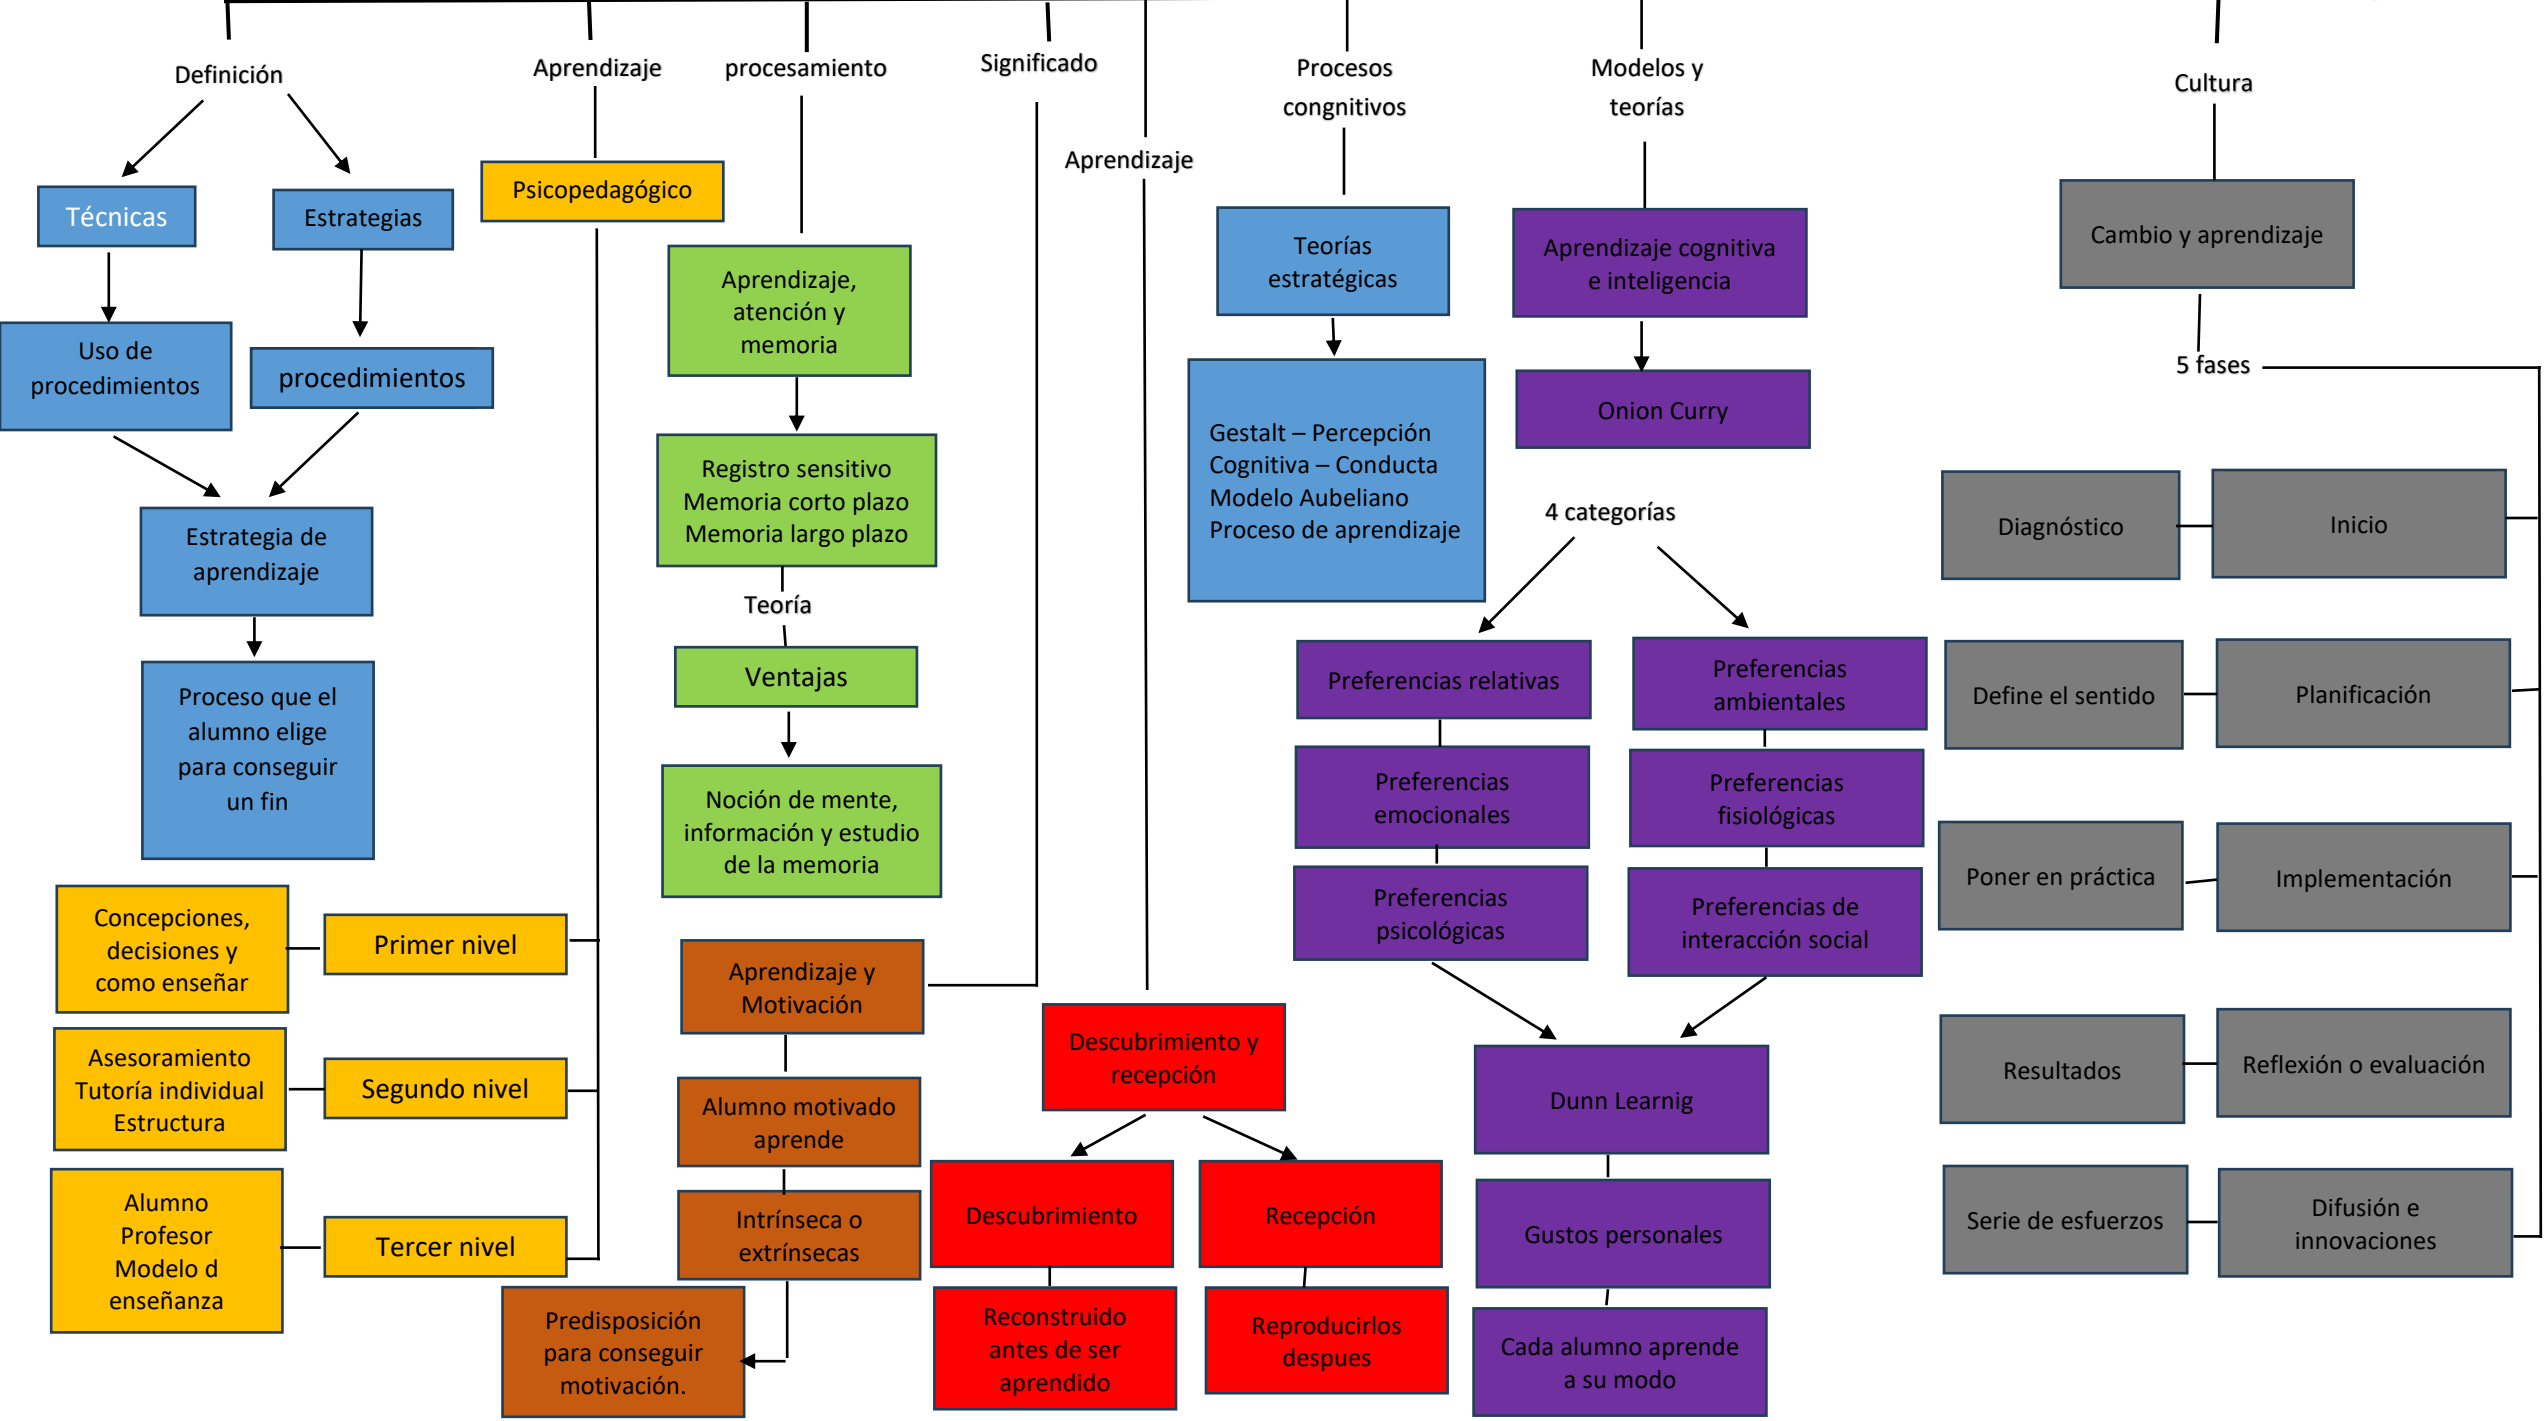 Definición
Técnicas
Estrategias
Uso de
procedimientos
procedimientos
Estrategia de
aprendizaje
Proceso que el
alumno elige
para conseguir
un fin
Aprendizaje
Psicopedagógico
Concepciones,
decisiones y
como enseñar
Primer nivel
Asesoramiento
Tutoría individual
Estructura
Segundo nivel
Alumno
Profesor
Modelo d
enseñanza
Tercer nivel
procesamiento
Aprendizaje,
atención y
memoria
Registro sensitivo
Memoria corto plazo
Memoria largo plazo
Teoría
Ventajas
Noción de mente,
información y estudio
de la memoria
Significado
Aprendizaje y
Motivación
Alumno motivado
aprende
Intrínseca o
extrínsecas
Predisposición
para conseguir
motivación.
Aprendizaje
Descubrimiento y
recepción
Descubrimiento
Recepción
Reconstruido
antes de ser
aprendido
Reproducirlos
despues
Procesos
congnitivos
Teorías
estratégicas
Gestalt – Percepción
Cognitiva – Conducta
Modelo Aubeliano
Proceso de aprendizaje
Modelos y
teorías
Aprendizaje cognitiva
e inteligencia
Onion Curry
4 categorías
Preferencias relativas
Preferencias
ambientales
Preferencias
emocionales
Preferencias
fisiológicas
Preferencias
psicológicas
Preferencias de
interacción social
Dunn Learnig
Gustos personales
Cada alumno aprende
a su modo
Cultura
Cambio y aprendizaje
5 fases
Diagnóstico
Inicio
Define el sentido
Planificación
Poner en práctica
Implementación
Resultados
Reflexión o evaluación
Serie de esfuerzos
Difusión e
innovaciones